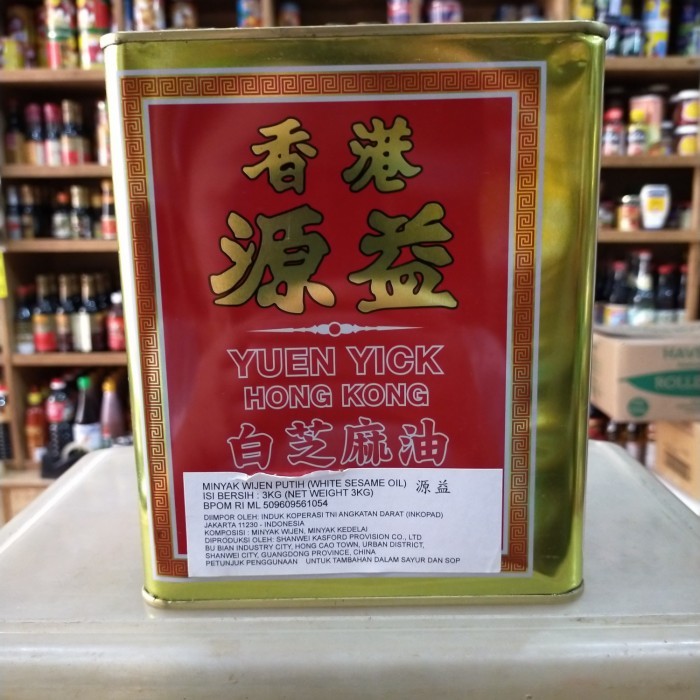 香港
源益
YUEN YICK
HONG KONG
白芝麻油
MINYAK WIJEN PUTIH (WHITE SESAME OIL) 源益
ISI BERSIH : 3KG (NET WEIGHT 3KG)
BPOM RI ML 509609561054
DIIMPOR OLEH: INDUK KOPERASI TNI ANGKATAN DARAT (INKOPAD)
JAKARTA 11230 - INDONESIA
KOMPOSISI : MINYAK WIJEN, MINYAK KEDELAI
DIPRODUKSI OLEH: SHANWEI KASFORD PROVISION CO., LTD
BU BIAN INDUSTRY CITY, HONG CAO TOWN, URBAN DISTRICT,
SHANWEI CITY, GUANGDONG PROVINCE, CHINA
PETUNJUK PENGGUNAAN UNTUK TAMBAHAN DALAM SAYUR DAN SOP